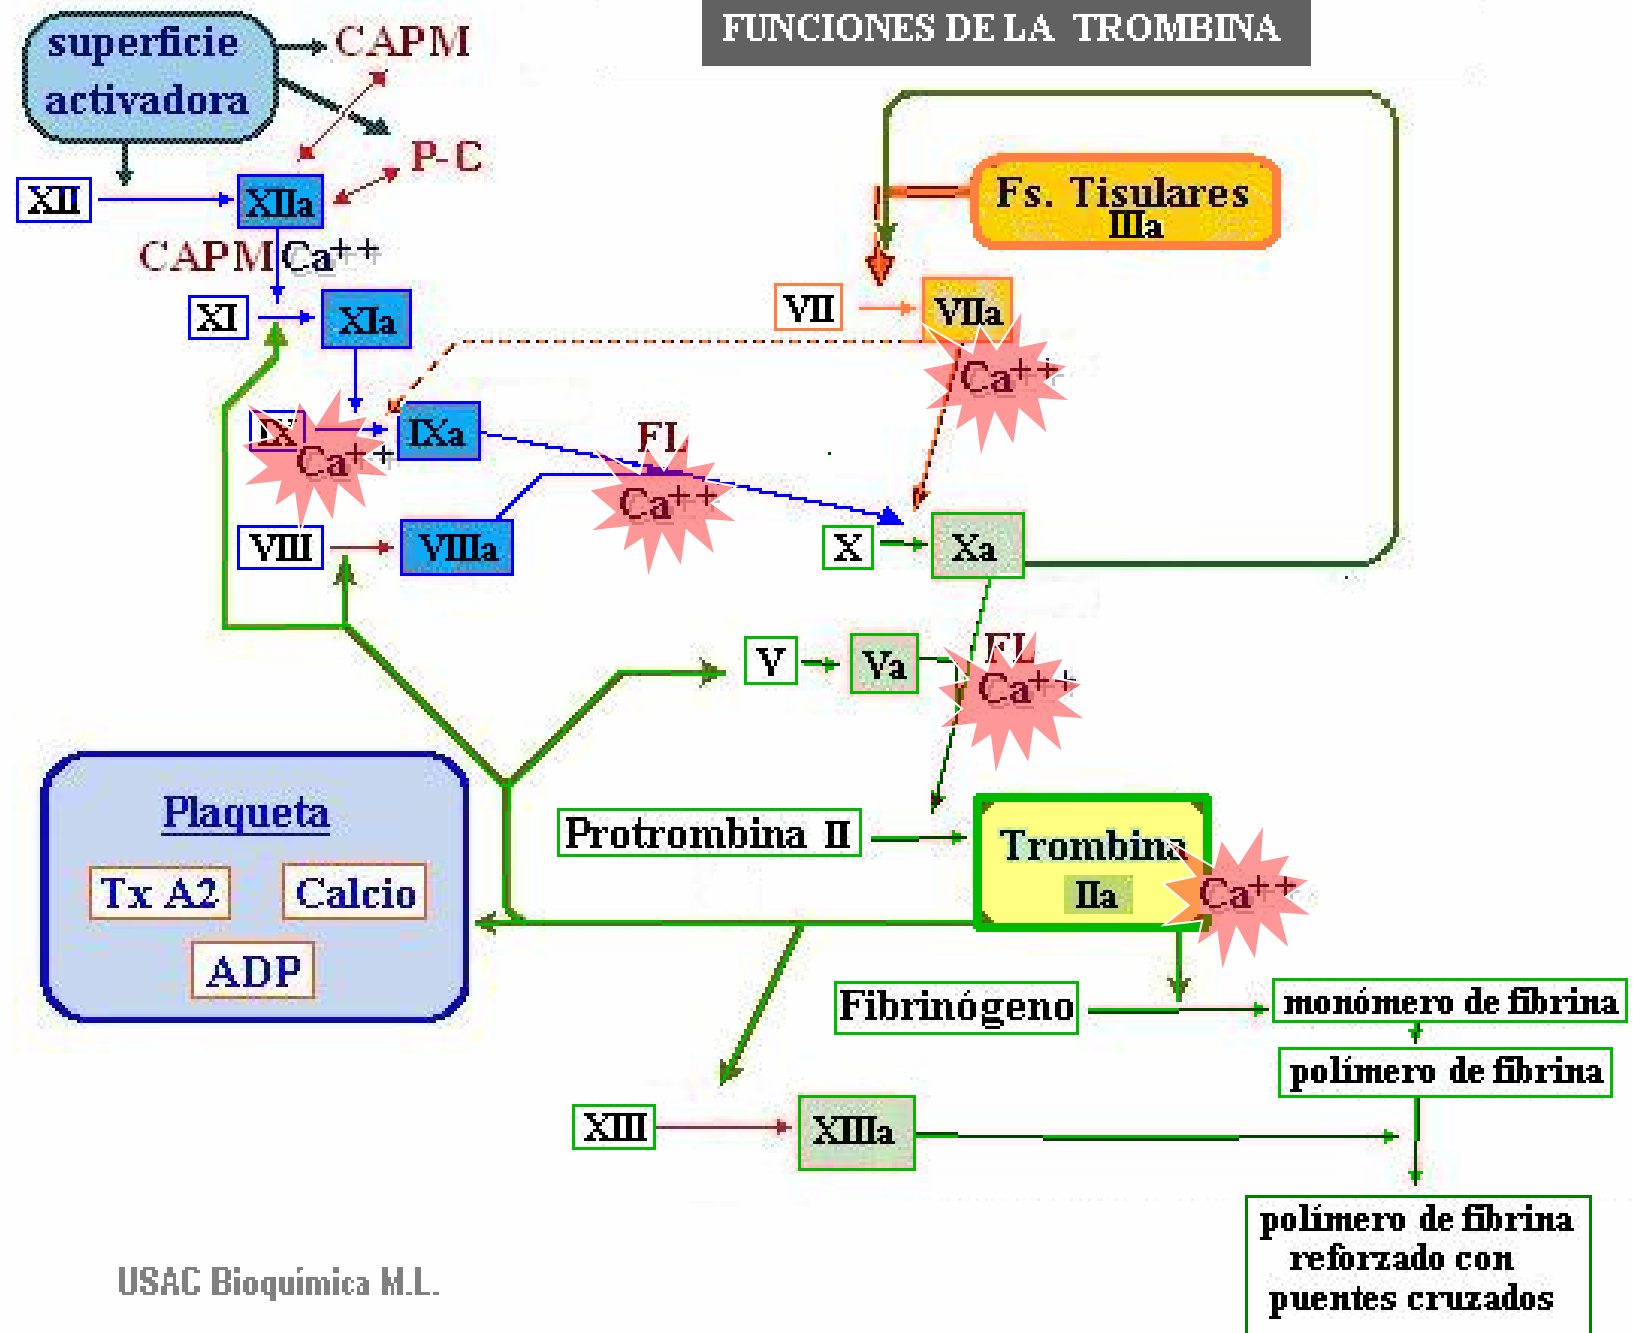 FUNCIONES DE LA TROMBINA
superficie
activadora
CAPM
P-C
XII
XIIa
CAPM
Ca++
Fs. Tisulares
IIIa
XI
XIa
VII
VIIa
Ca++
IX
Ca++
IXa
FL
Ca++
VIII
VIIIa
X
Xa
V
Va
FL
Ca++
Plaqueta
Tx A2
Calcio
ADP
Protrombina II
Trombina
IIa
Ca++
Fibrinógeno
monómero de fibrina
polímero de fibrina
XIII
XIIIa
polímero de fibrina
reforzado con
puentes cruzados
USAC Bioquímica M.L.